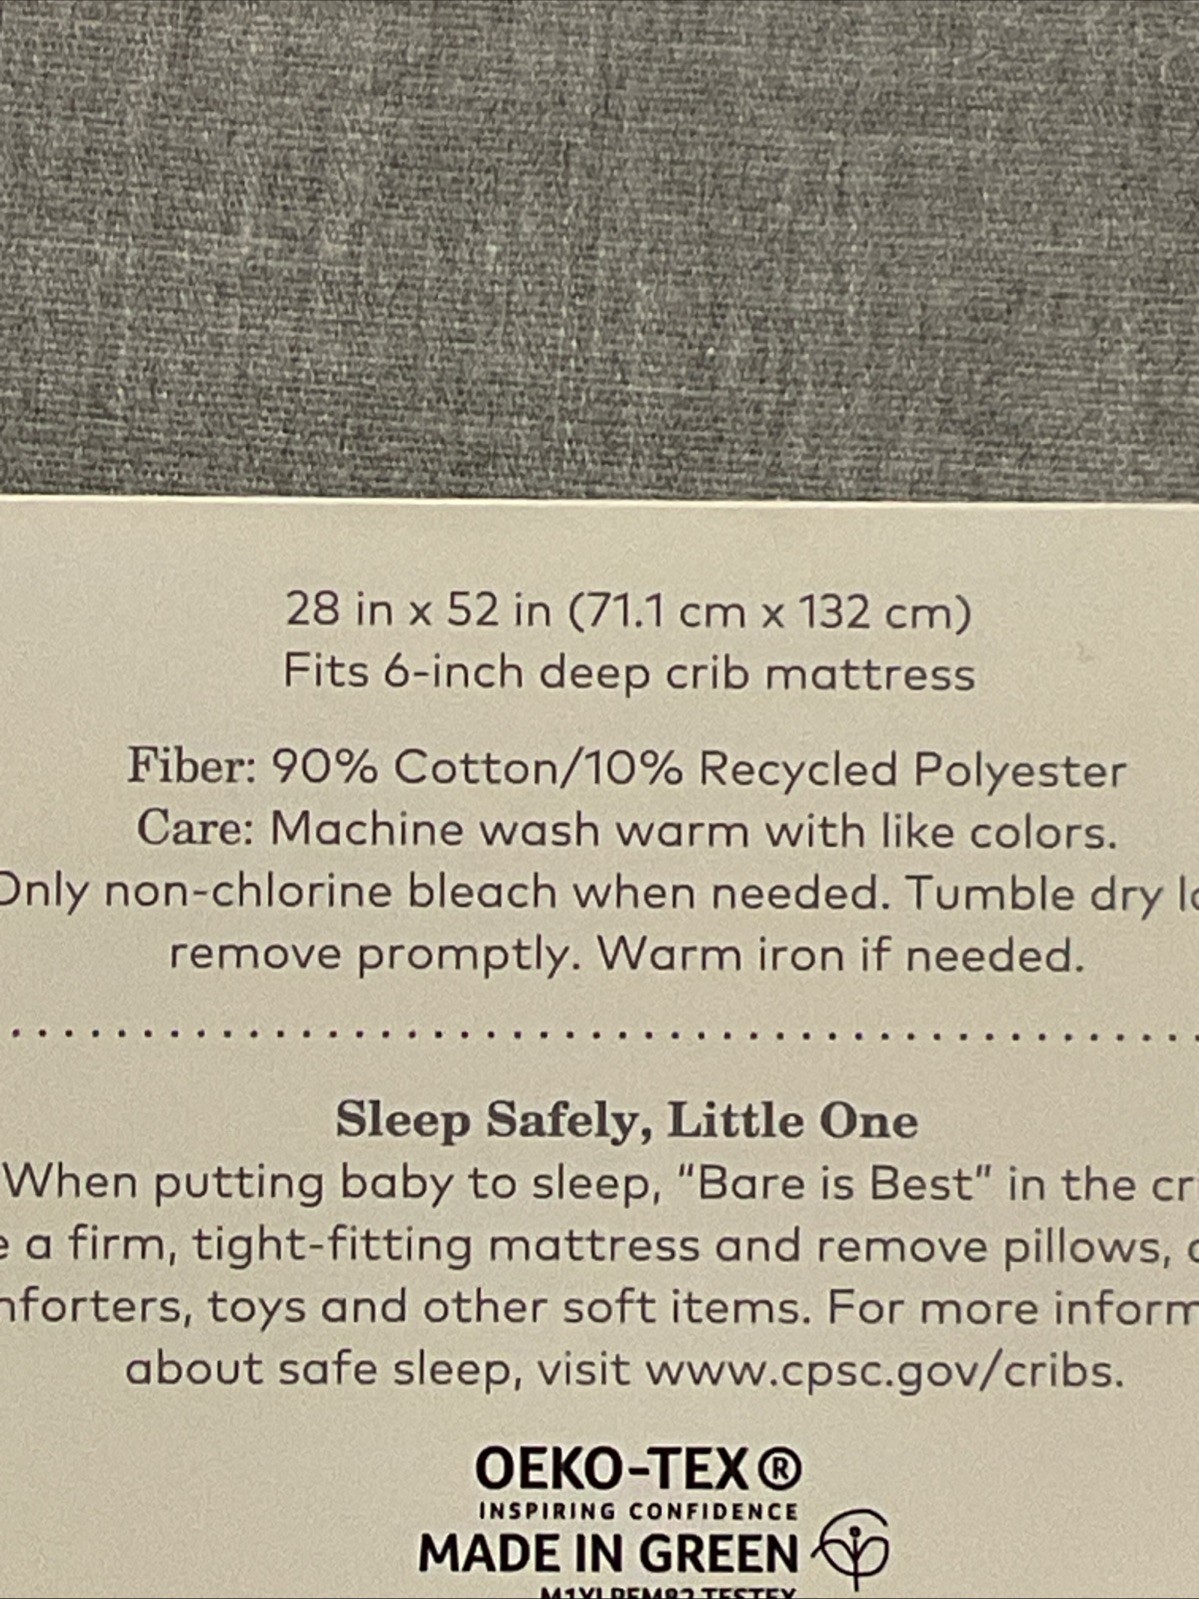 28 in x 52 in (71.1 cm x 132 cm)
Fits 6-inch deep crib mattress
Fiber: 90% Cotton/10% Recycled Polyester
Care: Machine wash warm with like colors.
Only non-chlorine bleach when needed. Tumble dry
remove promptly. Warm iron if needed.
Sleep Safely, Little One
When putting baby to sleep, “Bare is Best” in the
a firm, tight-fitting mattress and remove pillows,
toys and other soft items. For more
about safe sleep, visit www.cpsc.gov/cribs.
OEKO-TEX®
INSPIRING CONFIDENCE
MADE IN GREEN
TESTEX